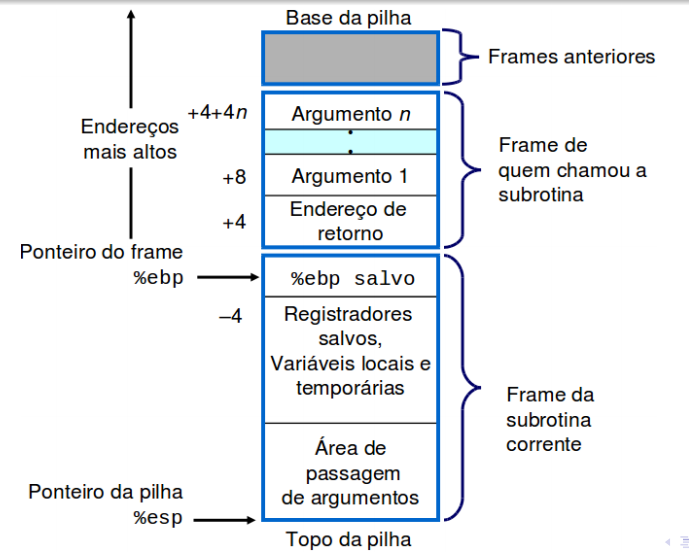 Base da pilha
Frames anteriores
+4+4n
Argumento n
:
Endereços
mais altos
Frame de
quem chamou a
subrotina
+8
Argumento 1
+4
Endereço de
retorno
Ponteiro do frame
%ebp
%ebp salvo
–4
Registradores
salvos,
Variáveis locais e
temporárias
Frame da
subrotina
corrente
Área de
passagem
de argumentos
Ponteiro da pilha
%esp
Topo da pilha